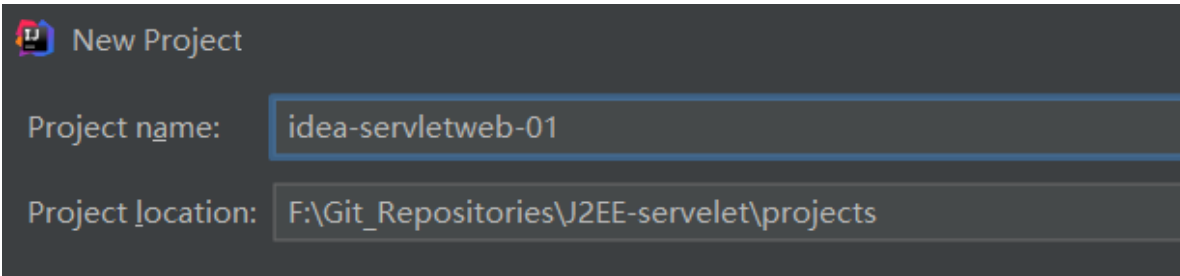 New Project
Project name: idea-servletweb-01
Project location: F:\Git_Repositories\J2EE-servelet\projects